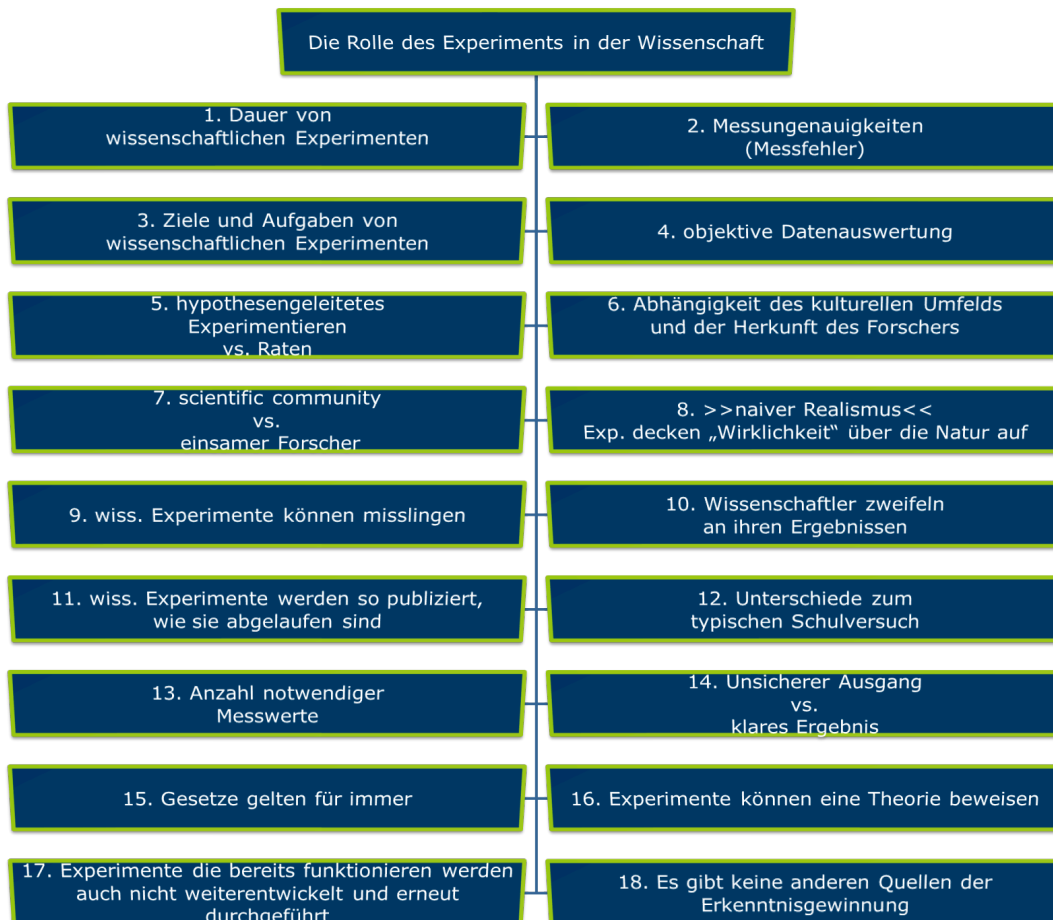 Die Rolle des Experiments in der Wissenschaft
1. Dauer von
wissenschaftlichen Experimenten
2. Messungenauigkeiten
(Messfehler)
3. Ziele und Aufgaben von
wissenschaftlichen Experimenten
4. objektive Datenauswertung
5. hypothesengeleitetes
Experimentieren
vs. Raten
6. Abhängigkeit des kulturellen Umfelds
und der Herkunft des Forschers
7. scientific community
vs.
einsamer Forscher
8. >>naiver Realismus<<
Exp. decken „Wirklichkeit“ über die Natur auf
9. wiss. Experimente können misslingen
10. Wissenschaftler zweifeln
an ihren Ergebnissen
11. wiss. Experimente werden so publiziert,
wie sie abgelaufen sind
12. Unterschiede zum
typischen Schulversuch
13. Anzahl notwendiger
Messwerte
14. Unsicherer Ausgang
vs.
klares Ergebnis
15. Gesetze gelten für immer
16. Experimente können eine Theorie beweisen
17. Experimente die bereits funktionieren werden
auch nicht weiterentwickelt und erneut
durchgeführt
18. Es gibt keine anderen Quellen der
Erkenntnisgewinnung